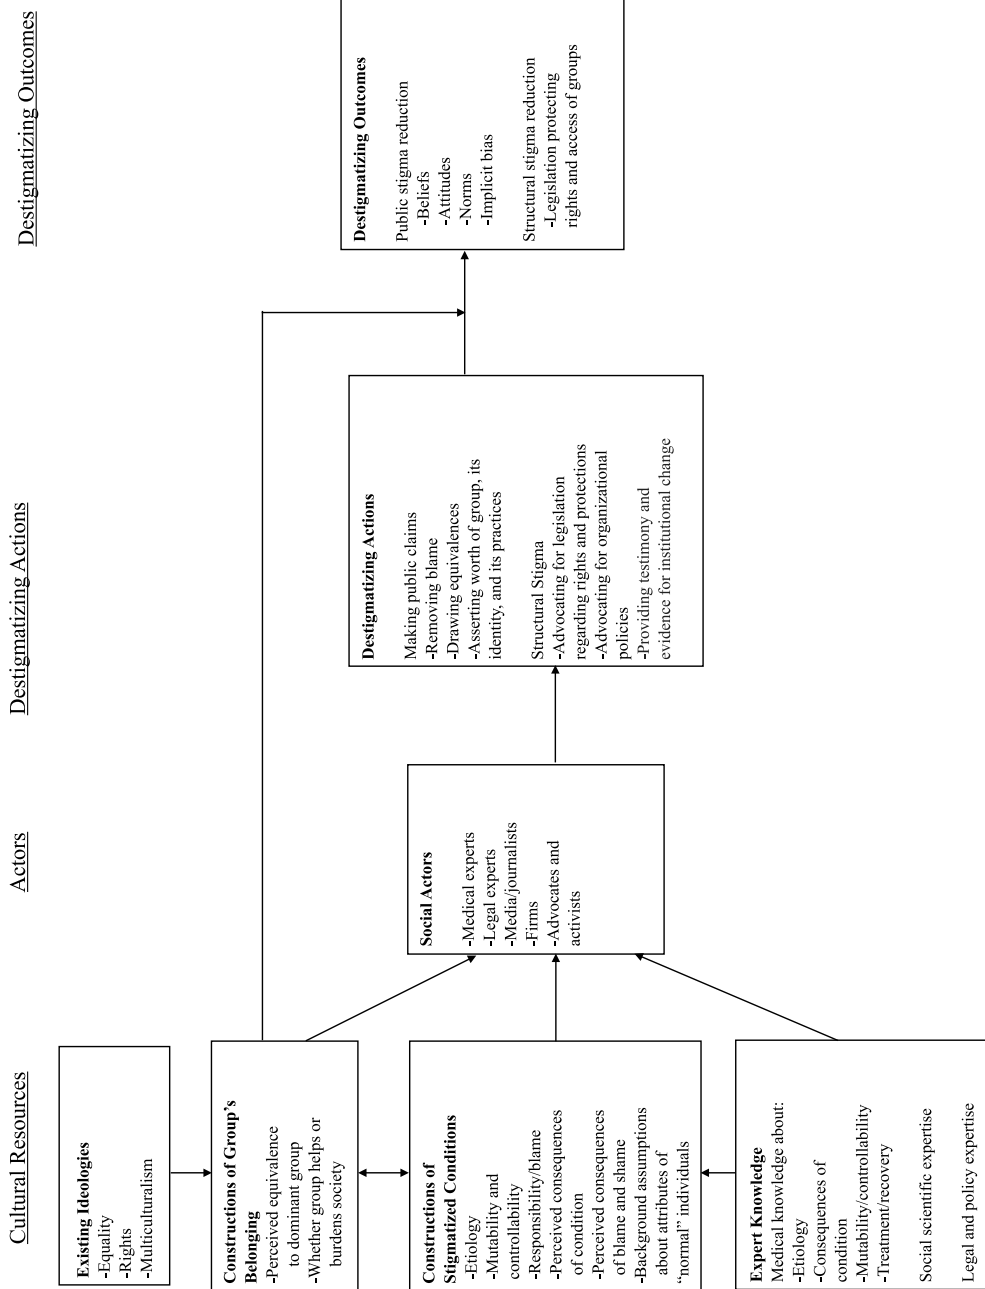 Cultural Resources
Actors
Destigmatizing Actions
Destigmatizing Outcomes
Existing Ideologies
-Equality
-Rights
-Multiculturalism
Constructions of Group's
Belonging
-Perceived equivalence
to dominant group
-Whether group helps or
burdens society
Constructions of
Stigmatized Conditions
-Etiology
-Mutability and
controllability
-Responsibility/blame
-Perceived consequences
of condition
-Perceived consequences
of blame and shame
-Background assumptions
about attributes of
“normal” individuals
Expert Knowledge
Medical knowledge about:
-Etiology
-Consequences of
condition
-Mutability/controllability
-Treatment/recovery
Social scientific expertise
Legal and policy expertise
Social Actors
-Medical experts
-Legal experts
-Media/journalists
-Firms
-Advocates and
activists
Destigmatizing Actions
Making public claims
-Removing blame
-Drawing equivalences
-Asserting worth of group, its
identity, and its practices
Structural Stigma
-Advocating for legislation
regarding rights and protections
-Advocating for organizational
policies
-Providing testimony and
evidence for institutional change
Destigmatizing Outcomes
Public stigma reduction
-Beliefs
-Attitudes
-Norms
-Implicit bias
Structural stigma reduction
-Legislation protecting
rights and access of groups